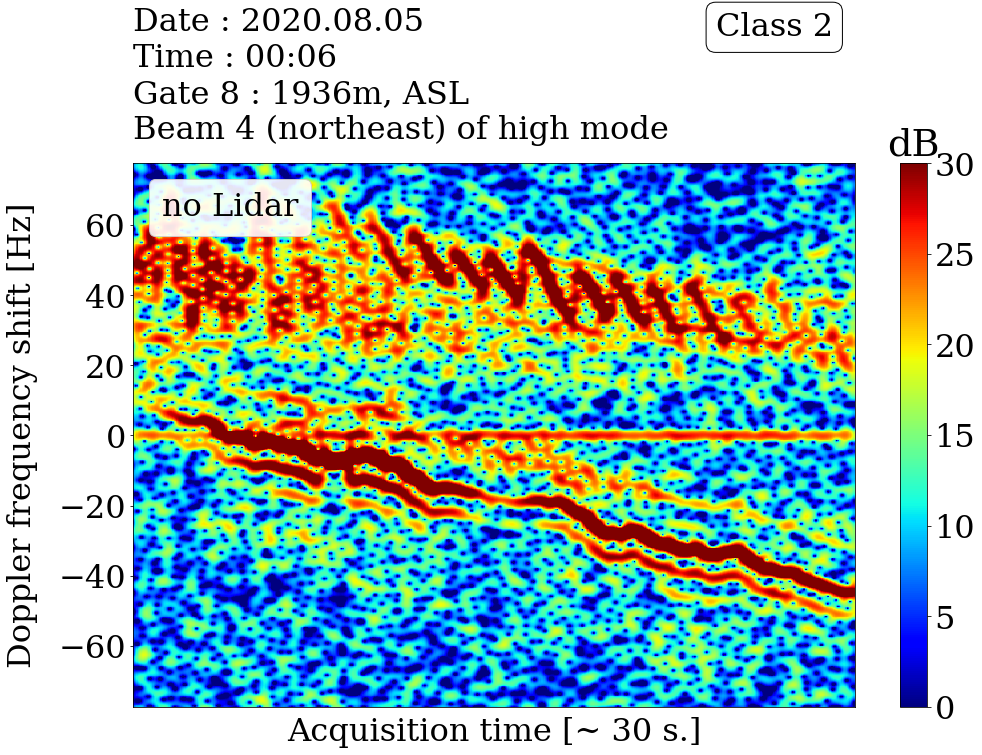 Date : 2020.08.05
Time : 00:06
Gate 8 : 1936m, ASL
Beam 4 (northeast) of high mode
Class 2
dB
no Lidar
Doppler frequency shift [Hz]
60
40
20
0
−20
−40
−60
30
25
20
15
10
5
0
Acquisition time [~ 30 s.]